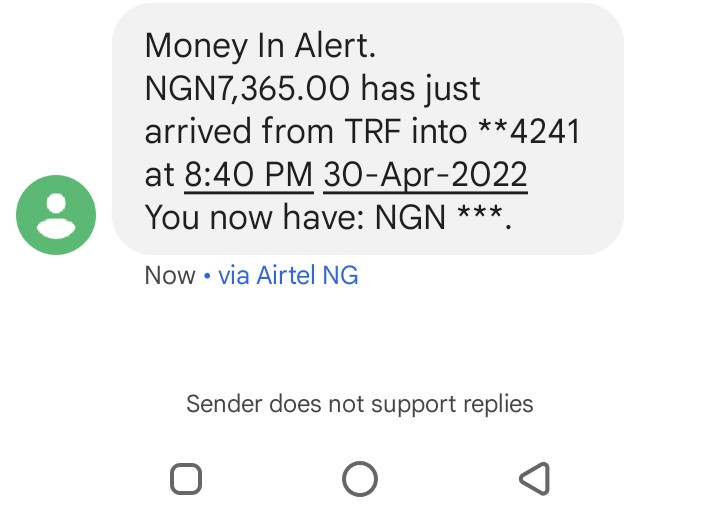 Money In Alert.
NGN7,365.00 has just
arrived from TRF into **4241
at 8:40 PM 30-Apr-2022
You now have: NGN ***.
Now • via Airtel NG
Sender does not support replies